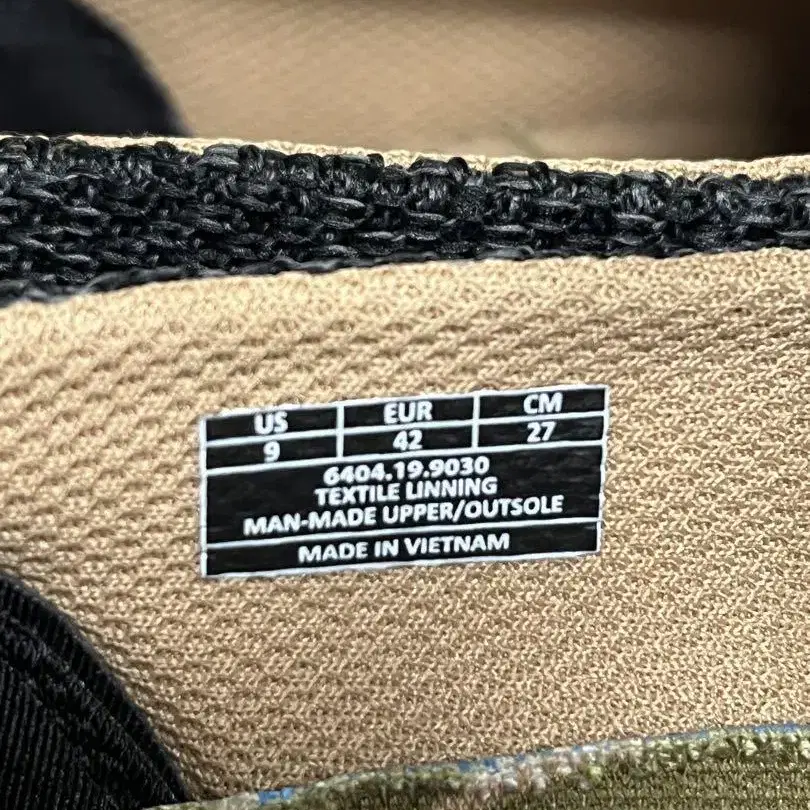 US EUR CM
9 42 27
6404.19.9030
TEXTILE LINNING
MAN-MADE UPPER/OUTSOLE
MADE IN VIETNAM